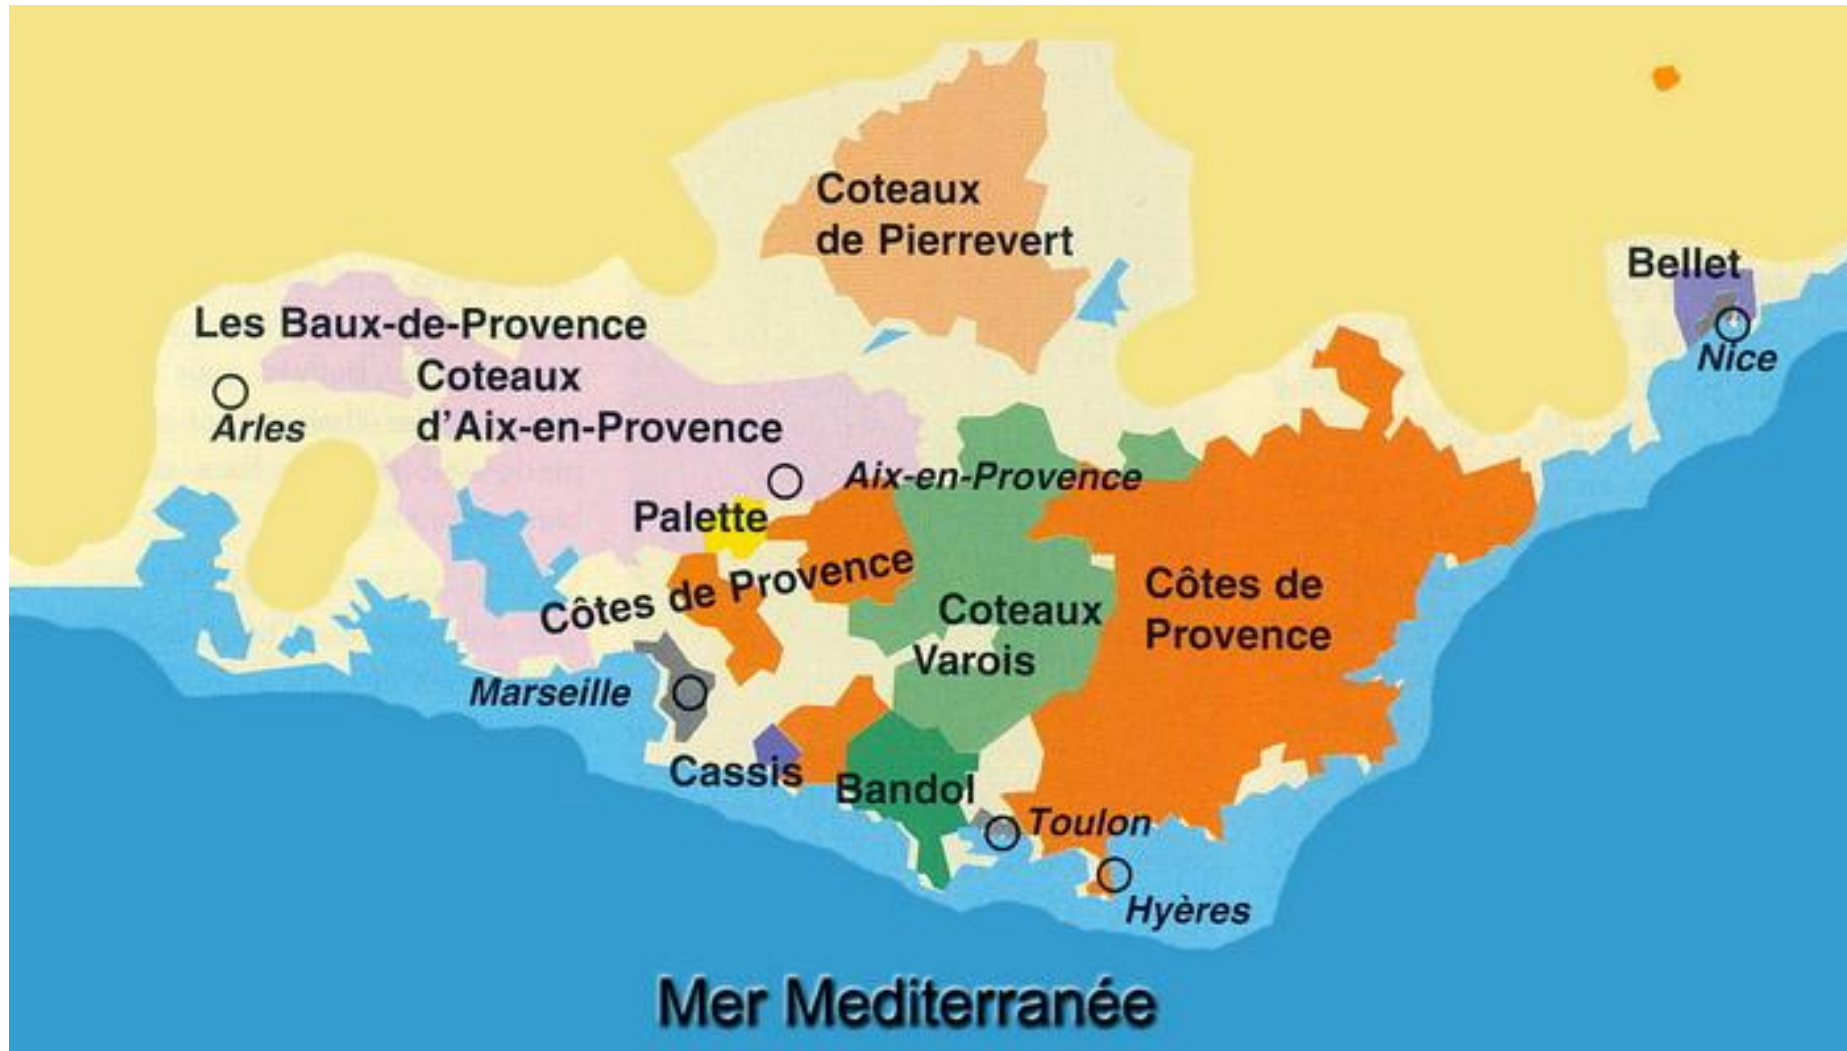 Coteaux
de Pierrevert
Bellet
Nice
Les Baux-de-Provence
Arles
Coteaux
d'Aix-en-Provence
Aix-en-Provence
Palette
Côtes de Provence
Coteaux
Varois
Côtes de
Provence
Marseille
Cassis
Bandol
Toulon
Hyères
Mer Mediterranée